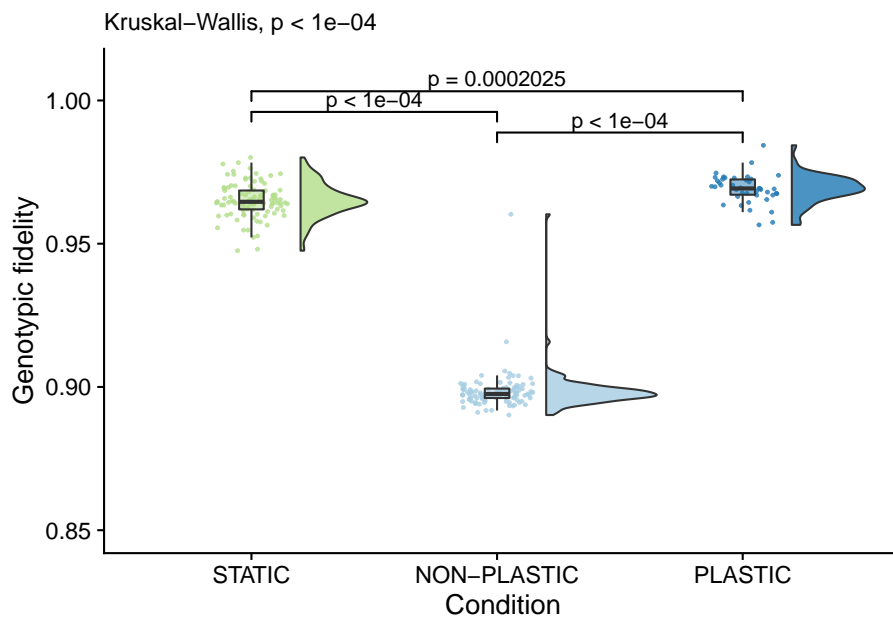 Kruskal−Wallis, p < 1e−04
p = 0.0002025
p < 1e−04
p < 1e−04
1.00
0.95
0.90
0.85
Genotypic fidelity
STATIC
NON−PLASTIC
PLASTIC
Condition